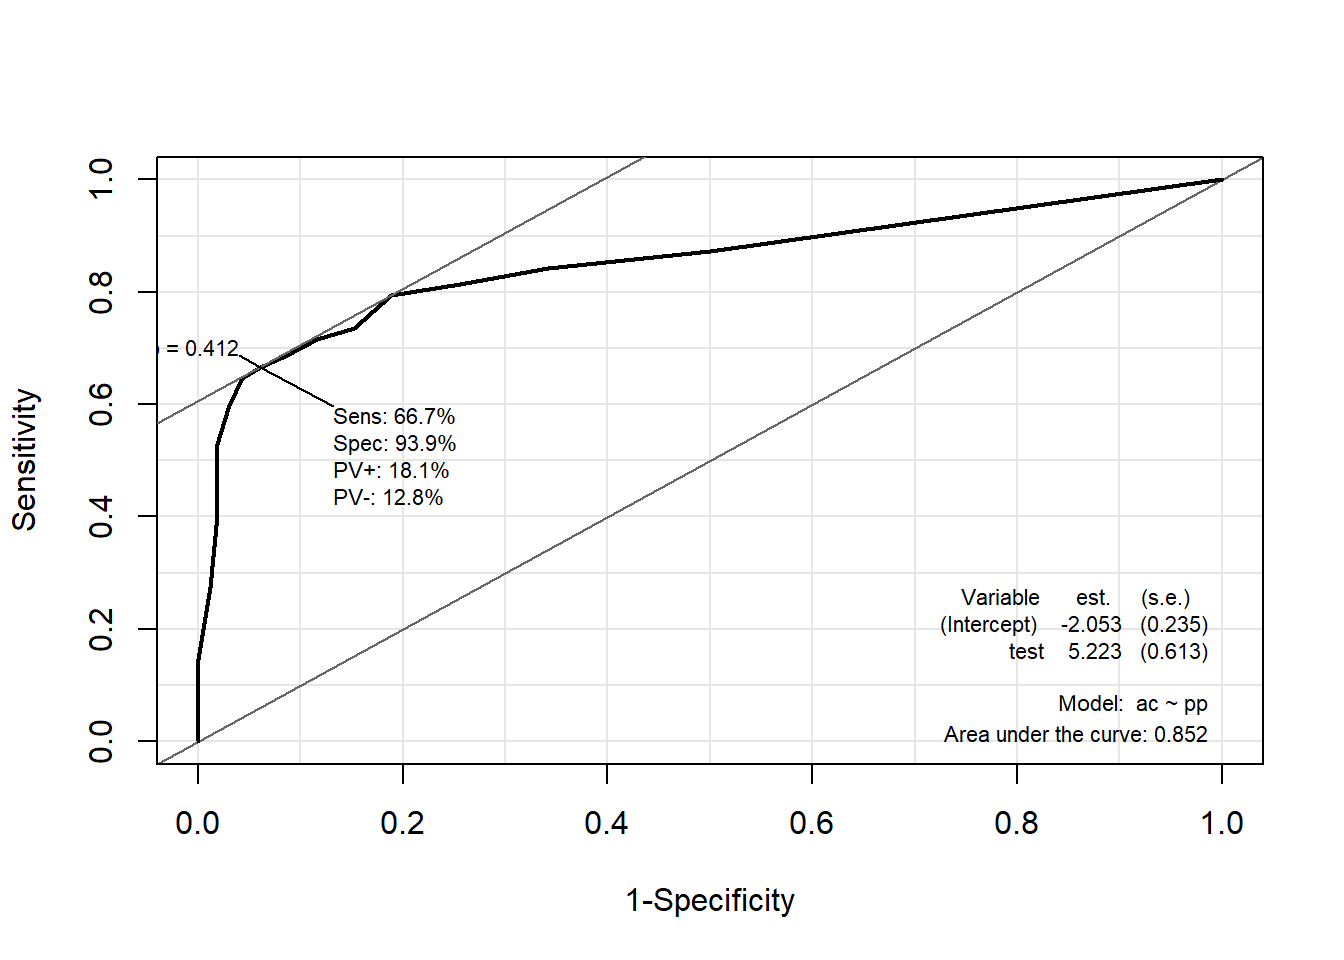 1.0
0.8
0.6
0.4
0.2
0.0
Sensitivity
= 0.412
Sens: 66.7%
Spec: 93.9%
PV+: 18.1%
PV-: 12.8%
Variable est. (s.e.)
(Intercept) -2.053 (0.235)
test 5.223 (0.613)
Model: ac ~ pp
Area under the curve: 0.852
0.0 0.2 0.4 0.6 0.8 1.0
1-Specificity